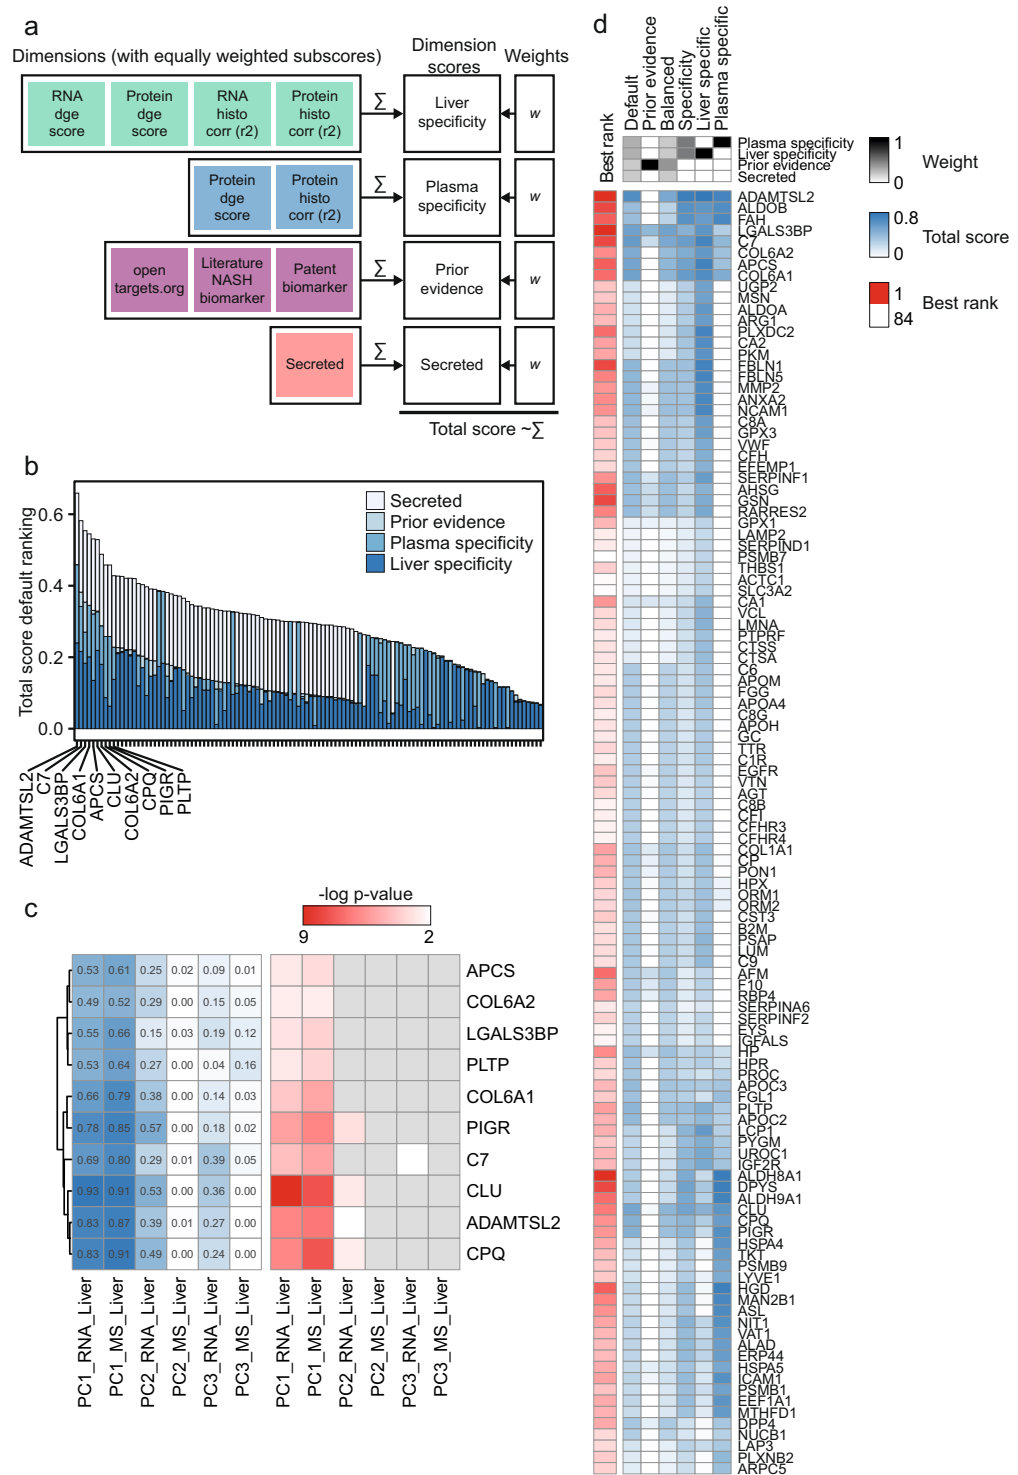 a
Dimensions (with equally weighted subscores)
Dimension
scores
Weights
RNA
dge
score
Protein
dge
score
RNA
histo
corr (r2)
Protein
histo
corr (r2)
Σ
Liver
specificity
w
Protein
dge
score
Protein
histo
corr (r2)
Σ
Plasma
specificity
w
open
targets.org
Literature
NASH
biomarker
Patent
biomarker
Σ
Prior
evidence
w
Secreted
Σ
Secreted
w
Total score ~Σ
b
Total score default ranking
0.6
0.4
0.2
0.0
Secreted
Prior evidence
Plasma specificity
Liver specificity
ADAMTSL2
C7
LGALS3BP
COL6A1
APCS
CLU
COL6A2
CPQ
PIGR
PLTP
c
-log p-value
9
2
0.53 0.61 0.25 0.02 0.09 0.01 APCS
0.49 0.52 0.29 0.00 0.15 0.05 COL6A2
0.55 0.66 0.15 0.03 0.19 0.12 LGALS3BP
0.53 0.64 0.27 0.00 0.04 0.16 PLTP
0.66 0.79 0.38 0.00 0.14 0.03 COL6A1
0.78 0.85 0.57 0.00 0.18 0.02 PIGR
0.69 0.80 0.29 0.01 0.39 0.05 C7
0.93 0.91 0.53 0.00 0.36 0.00 CLU
0.83 0.87 0.39 0.01 0.27 0.00 ADAMTSL2
0.83 0.91 0.49 0.00 0.24 0.00 CPQ
PC1_RNA_Liver
PC1_MS_Liver
PC2_RNA_Liver
PC2_MS_Liver
PC3_RNA_Liver
PC3_MS_Liver
PC1_RNA_Liver
PC1_MS_Liver
PC2_RNA_Liver
PC2_MS_Liver
PC3_RNA_Liver
PC3_MS_Liver
d
Best rank
Default
Prior evidence
Balanced
Specificity
Liver specific
Plasma specific
Plasma specificity
Liver specificity
Prior evidence
Secreted
1
0
Weight
0.8
0
Total score
1
84
Best rank
ADAMTSL2
ALDOB
FAH
LGALS3BP
C7
COL6A2
APCS
COL6A1
UGP2
MSN
ALDOA
ARG1
PLXDC2
CA2
PKM
FBLN1
FBLN5
MMP2
ANXA2
NCAM1
C8A
GPX3
VWF
CFH
EFEMP1
SERPINF1
AHSG
GSN
RARRES2
GPX1
LAMP2
SERPIND1
PSMB7
THBS1
ACTC1
SLC3A2
CA1
VCL
LMNA
PTPRF
CTSS
CTSA
C6
APOM
FGG
APOA4
C8G
APOH
GC
TTR
C1R
EGFR
VTN
AGT
C8B
CFI
CFHR3
CFHR4
COL1A1
CP
PON1
HPX
ORM1
ORM2
CST3
B2M
PSAP
LUM
C9
AFM
F10
RBP4
SERPINA6
SERPINF2
EYS
IGFALS
HP
HPR
PROC
APOC3
FGL1
PLTP
APOC2
LCP1
PYGM
UROC1
IGF2R
ALDH8A1
DPYS
ALDH9A1
CLU
CPQ
PIGR
HSPA4
TKT
PSMB9
LYVE1
HGD
MAN2B1
ASL
NIT1
VAT1
ALAD
ERP44
HSPA5
ICAM1
PSMB1
EEF1A1
MTHFD1
DPP4
NUCB1
LAP3
PLXNB2
ARPC5